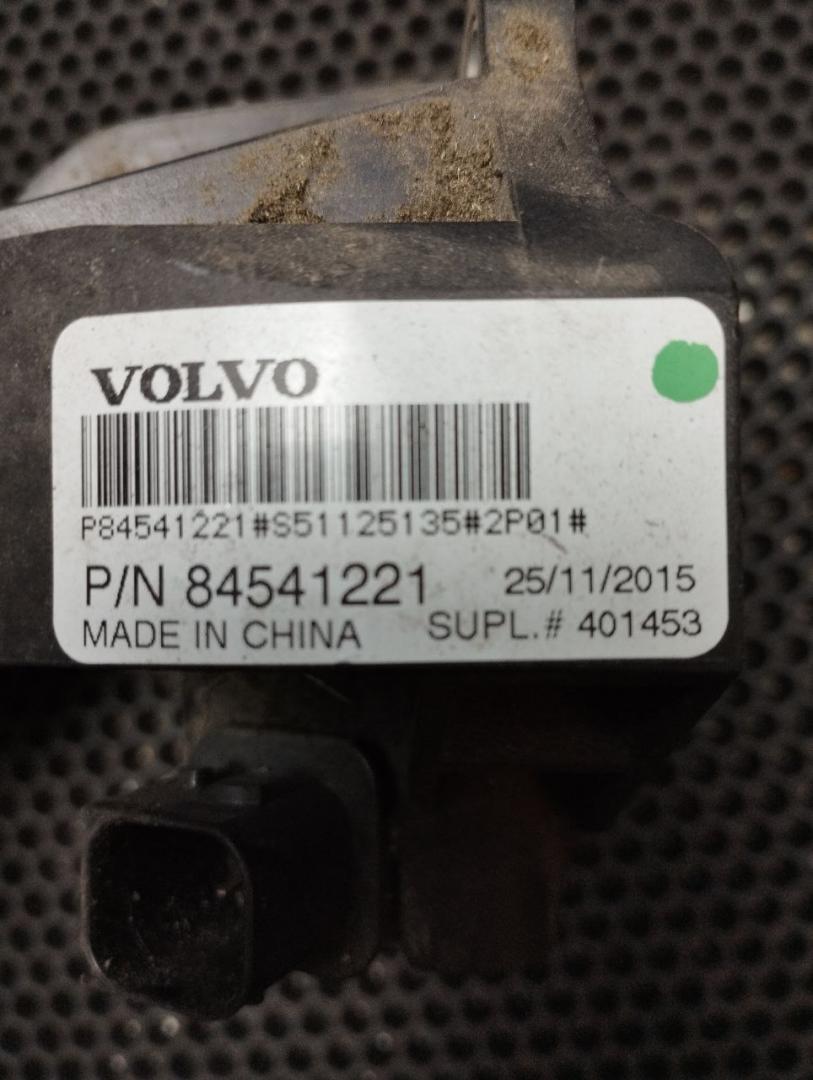 VOLVO
P84541221#S51125135#2P01#
P/N 84541221 25/11/2015
MADE IN CHINA SUPL.# 401453